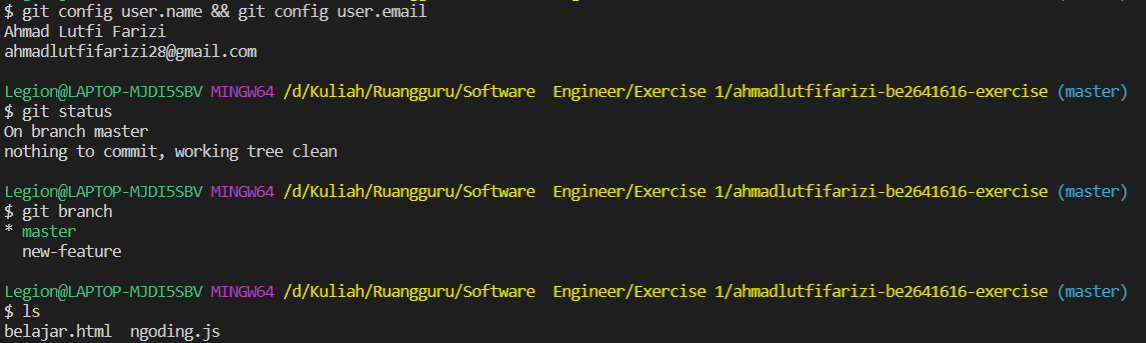 $ git config user.name && git config user.email
Ahmad Lutfi Farizi
ahmadlutfifarizi28@gmail.com
Legion@LAPTOP-MJDI5SBV MINGW64 /d/Kuliah/Ruangguru/Software  Engineer/Exercise 1/ahmadlutfifarizi-be2641616-exercise (master)
$ git status
On branch master
nothing to commit, working tree clean
Legion@LAPTOP-MJDI5SBV MINGW64 /d/Kuliah/Ruangguru/Software  Engineer/Exercise 1/ahmadlutfifarizi-be2641616-exercise (master)
$ git branch
* master
  new-feature
Legion@LAPTOP-MJDI5SBV MINGW64 /d/Kuliah/Ruangguru/Software  Engineer/Exercise 1/ahmadlutfifarizi-be2641616-exercise (master)
$ ls
belajar.html  ngoding.js